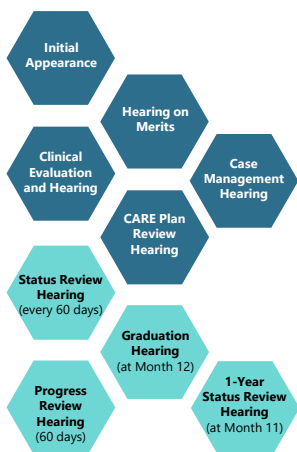 Initial
Appearance
Hearing on
Merits
Clinical
Evaluation
and Hearing
Case
Management
Hearing
CARE Plan
Review
Hearing
Status Review
Hearing
(every 60 days)
Graduation
Hearing
(at Month 12)
Progress
Review
Hearing
(60 days)
1-Year
Status Review
Hearing
(at Month 11)